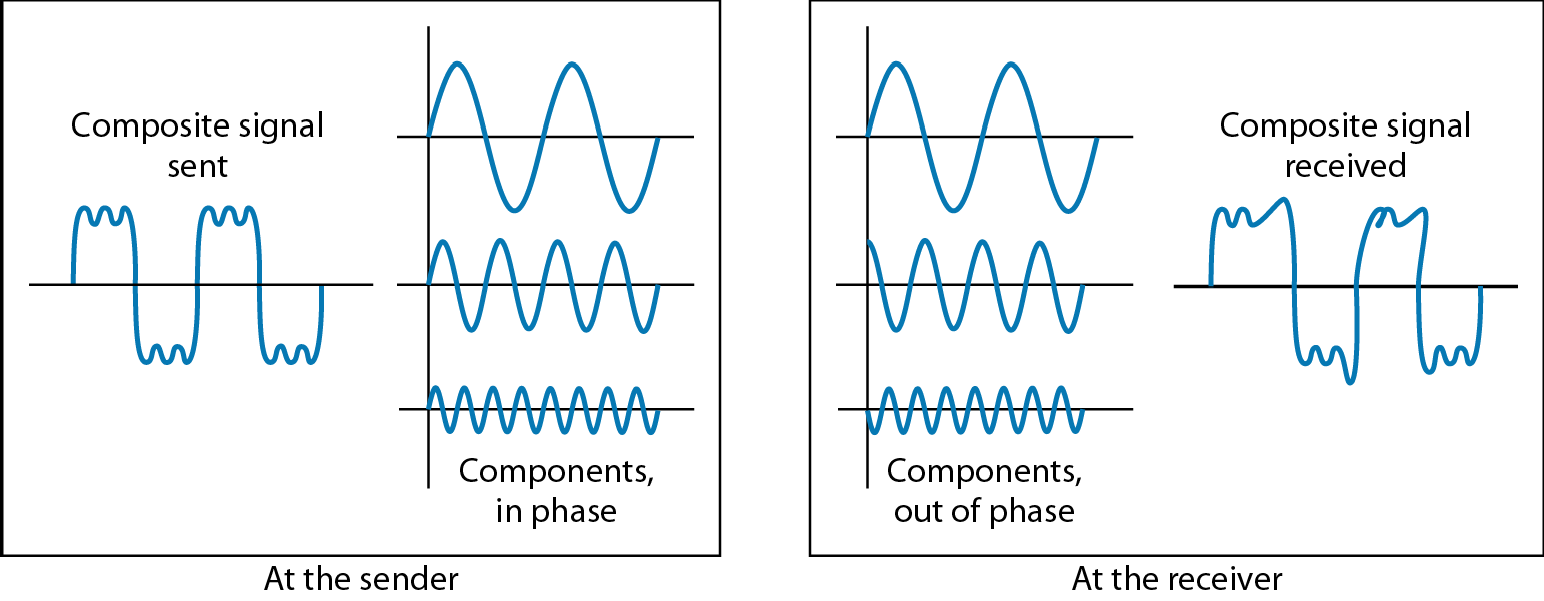 Composite signal
sent
Components,
in phase
At the sender
Composite signal
received
Components,
out of phase
At the receiver